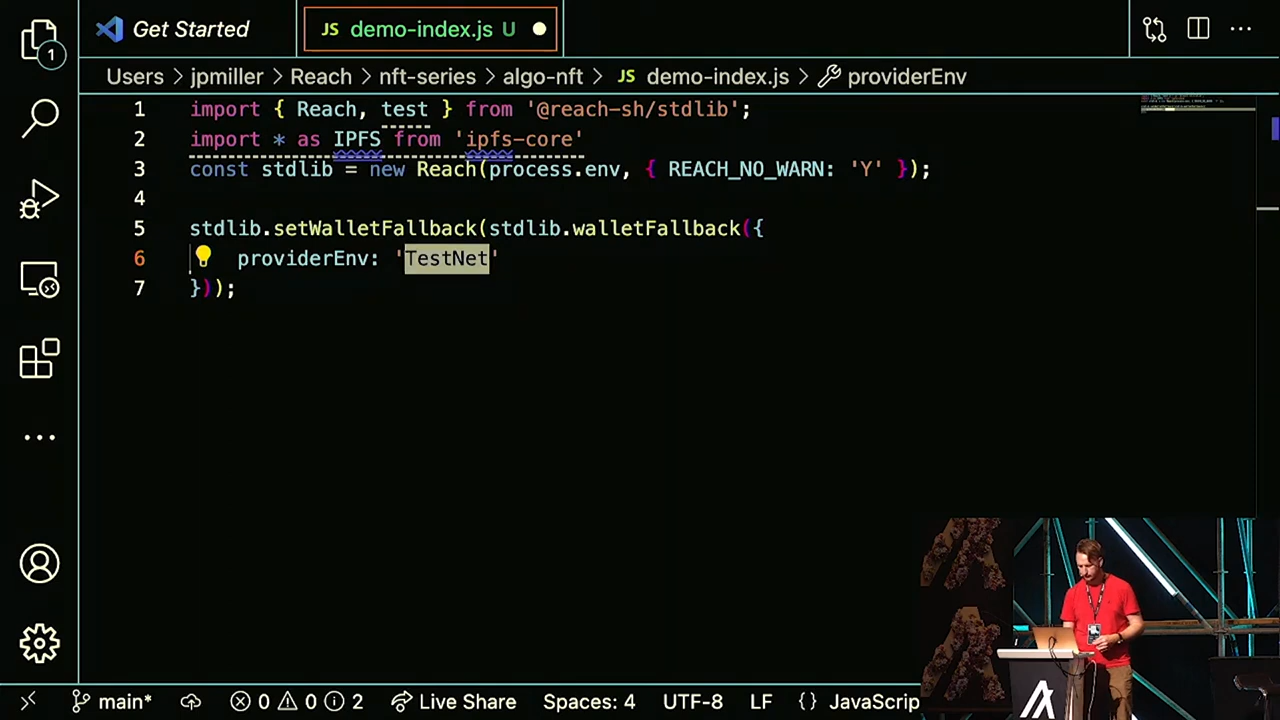 Get Started
JS demo-index.js U
1
Users > jpmiller > Reach > nft-series > algo-nft > JS demo-index.js > providerEnv
1 import { Reach, test } from '@reach-sh/stdlib';
2 import * as IPFS from 'ipfs-core'
3 const stdlib = new Reach(process.env, { REACH_NO_WARN: 'Y' });
4
5 stdlib.setWalletFallback(stdlib.walletFallback({
6 providerEnv: 'TestNet'
7 }));
main* 0 0 2 Live Share Spaces: 4 UTF-8 LF {} JavaScrip